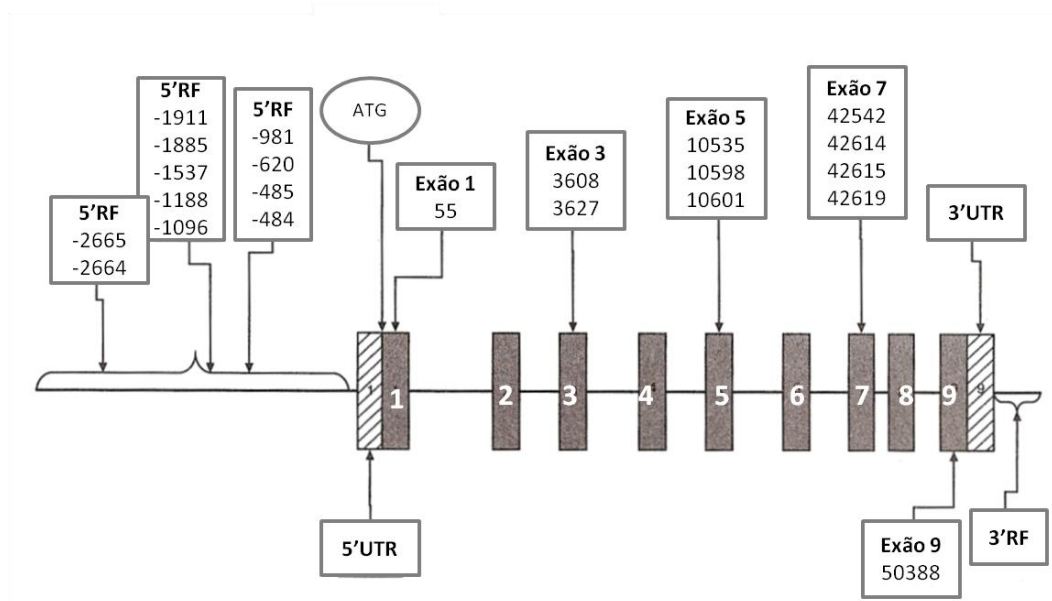 5'RF
-2665
-2664
5'RF
-1911
-1885
-1537
-1188
-1096
5'RF
-981
-620
-485
-484
ATG
Exão 1
55
Exão 3
3608
3627
Exão 5
10535
10598
10601
Exão 7
42542
42614
42615
42619
3'UTR
1 1 2 3 4 5 6 7 8 9 9
5'UTR
Exão 9
50388
3'RF